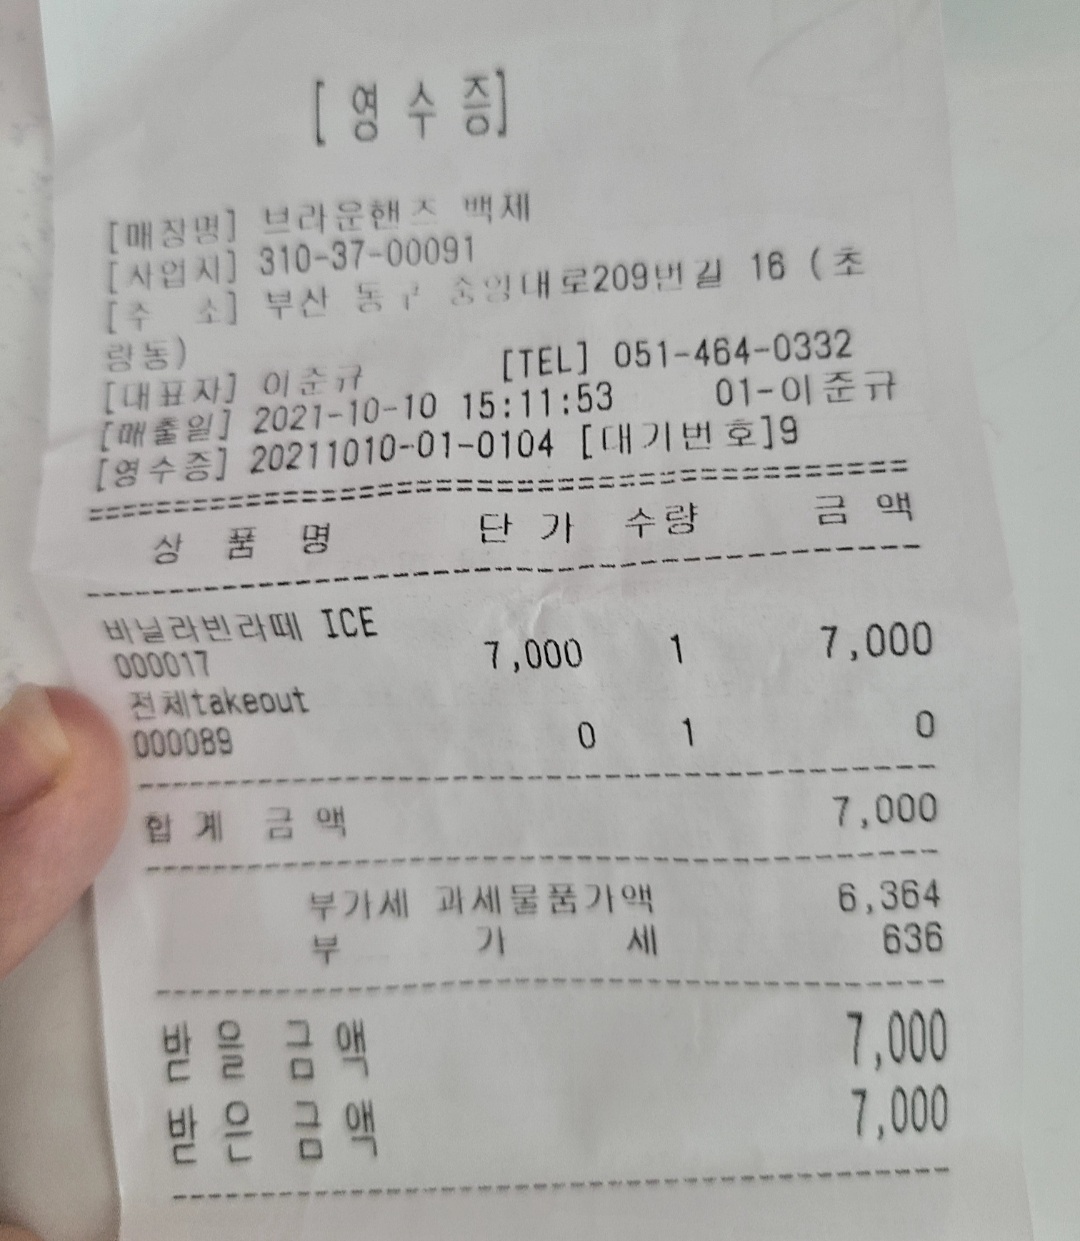 [ 영 수 증]
[매장명] 브라운핸즈 백제
[사업자] 310-37-00091
[주 소] 부산 동구 중앙대로209번길 16 (초
량동)
[대표자] 이준규 [TEL] 051-464-0332
[매출일] 2021-10-10 15:11:53 01-이준규
[영수증] 20211010-01-0104 [대기번호]9
==================================================
상 품 명 단 가 수량 금 액
--------------------------------------------------
바닐라빈라떼 ICE
000017 7,000 1 7,000
전체takeout
000089 0 1 0
--------------------------------------------------
합 계 금 액 7,000
--------------------------------------------------
부가세 과세물품가액 6,364
부 가 세 636
--------------------------------------------------
받 을 금 액 7,000
받 은 금 액 7,000
--------------------------------------------------